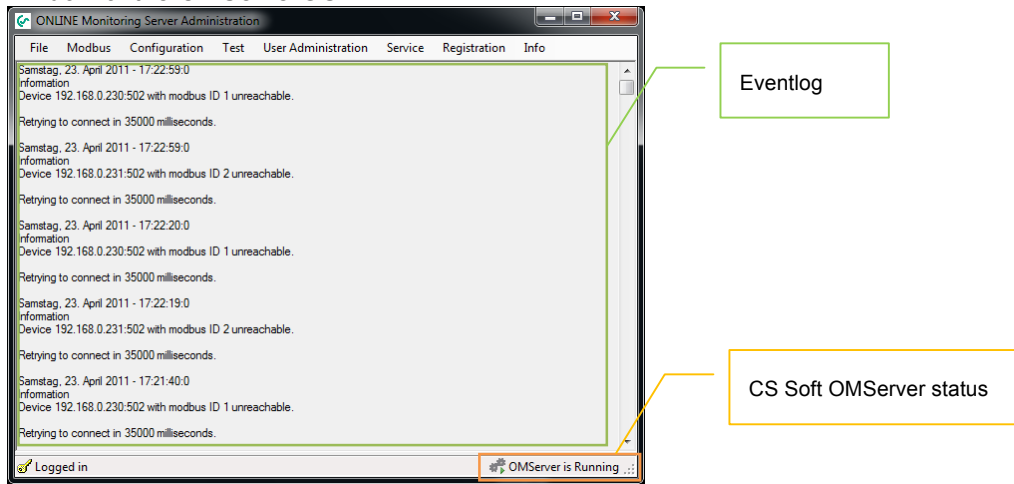 ONLINE Monitoring Server Administration
File Modbus Configuration Test User Administration Service Registration Info
Samstag, 23. April 2011 - 17:22:59:0
nformation
Device 192.168.0.230:502 with modbus ID 1 unreachable.
Retrying to connect in 35000 milliseconds.
Samstag, 23. April 2011 - 17:22:59:0
nformation
Device 192.168.0.231:502 with modbus ID 2 unreachable.
Retrying to connect in 35000 milliseconds.
Samstag, 23. April 2011 - 17:22:20:0
nformation
Device 192.168.0.230:502 with modbus ID 1 unreachable.
Retrying to connect in 35000 milliseconds.
Samstag, 23. April 2011 - 17:22:19:0
nformation
Device 192.168.0.231:502 with modbus ID 2 unreachable.
Retrying to connect in 35000 milliseconds.
Samstag, 23. April 2011 - 17:21:40:0
nformation
Device 192.168.0.230:502 with modbus ID 1 unreachable.
Retrying to connect in 35000 milliseconds.
Logged in
OMServer is Running
Eventlog
CS Soft OMServer status